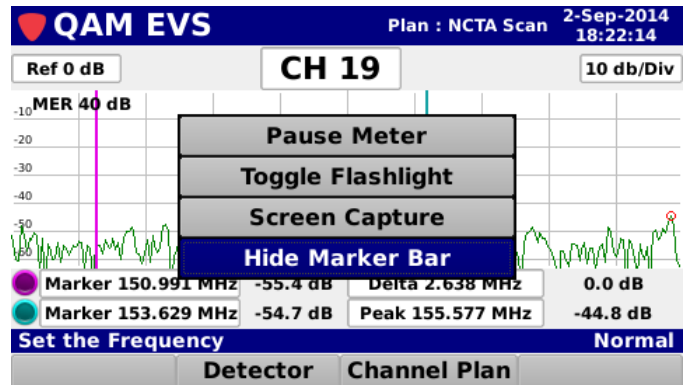 QAM EVS Plan : NCTA Scan 2-Sep-2014
18:22:14
Ref 0 dB CH 19 10 db/Div
MER 40 dB
-10
-20
-30
-40
-50
-60
Pause Meter
Toggle Flashlight
Screen Capture
Hide Marker Bar
Marker 150.991 MHz -55.4 dB Delta 2.638 MHz 0.0 dB
Marker 153.629 MHz -54.7 dB Peak 155.577 MHz -44.8 dB
Set the Frequency Normal
Detector Channel Plan